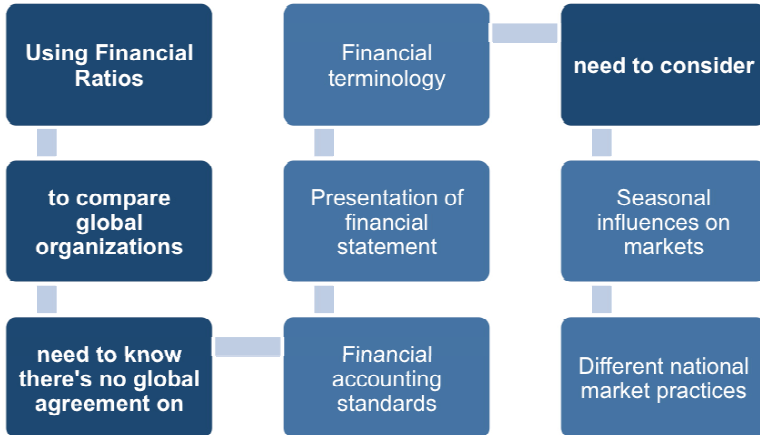 Using Financial
Ratios
to compare
global
organizations
need to know
there's no global
agreement on
Financial
accounting
standards
Presentation of
financial
statement
Financial
terminology
need to consider
Seasonal
influences on
markets
Different national
market practices